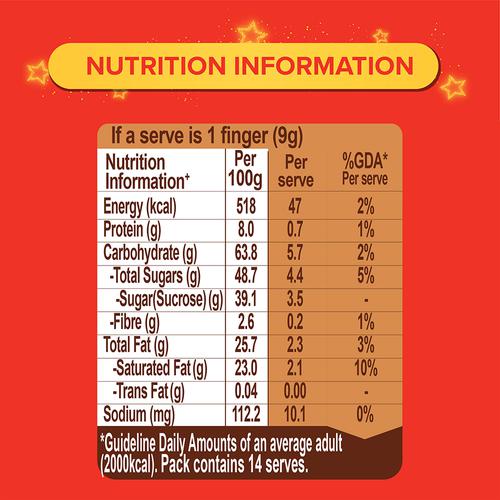 NUTRITION INFORMATION
If a serve is 1 finger (9g)
Nutrition Information⁺ Per 100g Per serve %GDA* Per serve
Energy (kcal) 518 47 2%
Protein (g) 8.0 0.7 1%
Carbohydrate (g) 63.8 5.7 2%
-Total Sugars (g) 48.7 4.4 5%
-Sugar(Sucrose)(g) 39.1 3.5 -
-Fibre (g) 2.6 0.2 1%
Total Fat (g) 25.7 2.3 3%
-Saturated Fat(g) 23.0 2.1 10%
-Trans Fat(g) 0.04 0.00 -
Sodium (mg) 112.2 10.1 0%
*Guideline Daily Amounts of an average adult
(2000kcal). Pack contains 14 serves.